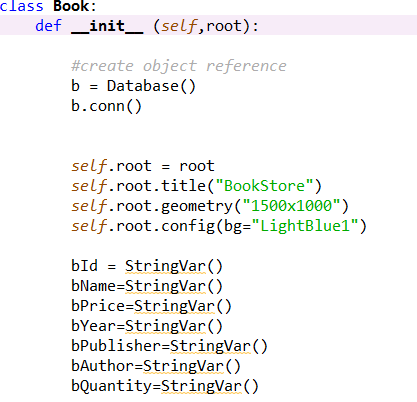 class Book:
    def __init__ (self,root):
        #create object reference
        b = Database()
        b.conn()
        self.root = root
        self.root.title("BookStore")
        self.root.geometry("1500x1000")
        self.root.config(bg="LightBlue1")
        bId = StringVar()
        bName=StringVar()
        bPrice=StringVar()
        bYear=StringVar()
        bPublisher=StringVar()
        bAuthor=StringVar()
        bQuantity=StringVar()